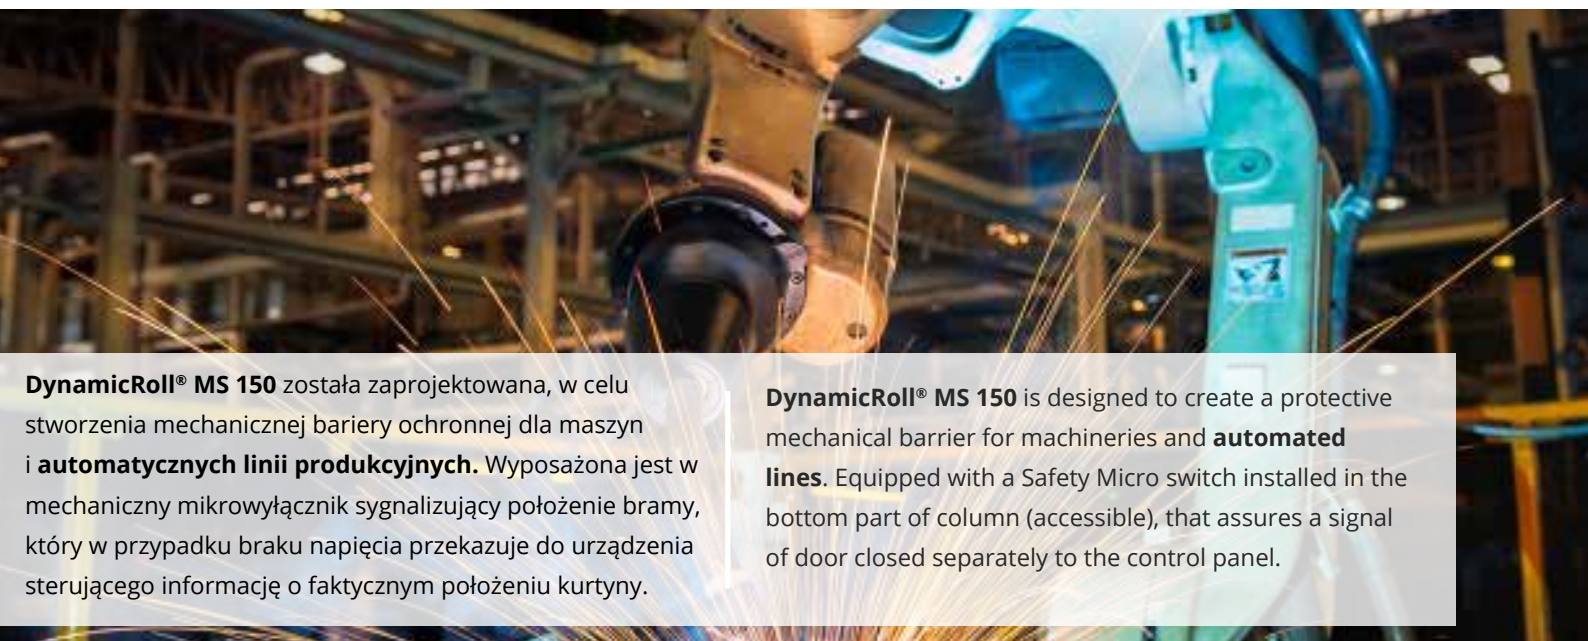 DynamicRoll® MS 150 została zaprojektowana, w celu
stworzenia mechanicznej bariery ochronnej dla maszyn
i automatycznych linii produkcyjnych. Wyposażona jest w
mechaniczny mikrowyłącznik sygnalizujący położenie bramy,
który w przypadku braku napięcia przekazuje do urządzenia
sterującego informację o faktycznym położeniu kurtyny.
DynamicRoll® MS 150 is designed to create a protective
mechanical barrier for machineries and automated
lines. Equipped with a Safety Micro switch installed in the
bottom part of column (accessible), that assures a signal
of door closed separately to the control panel.